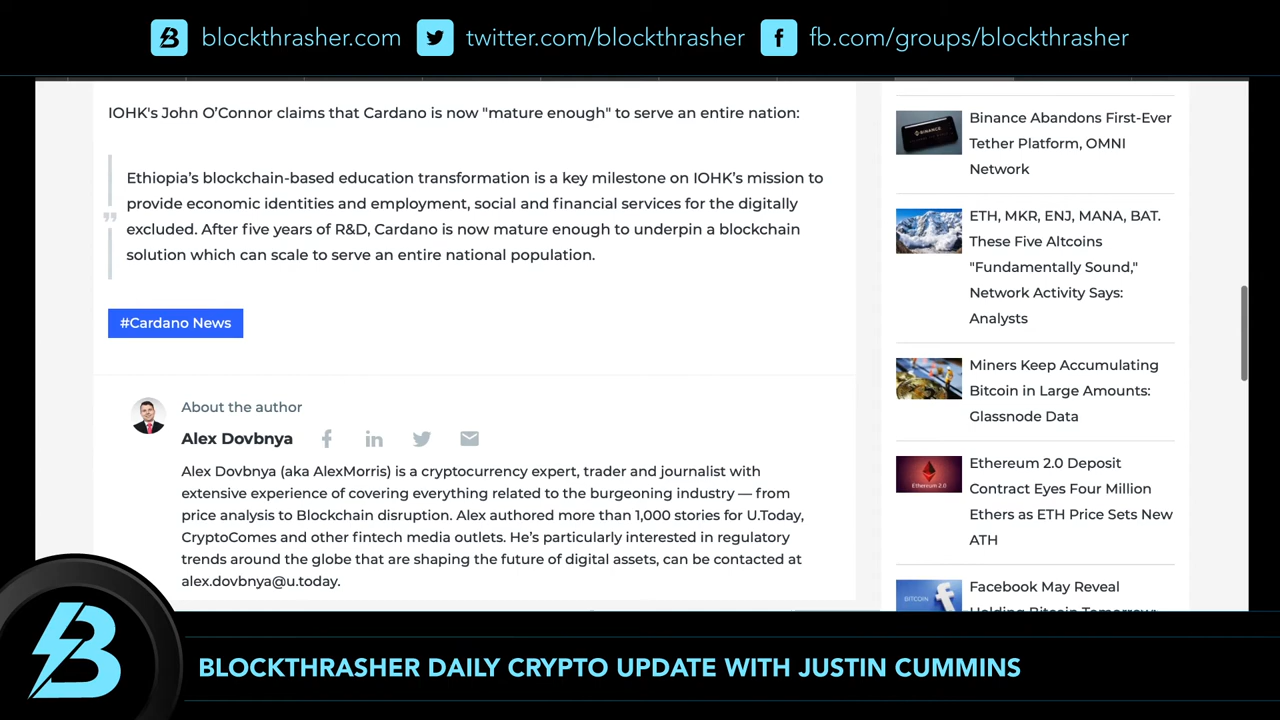 blockthrasher.com
twitter.com/blockthrasher
fb.com/groups/blockthrasher
IOHK's John O’Connor claims that Cardano is now "mature enough" to serve an entire nation:
Ethiopia’s blockchain-based education transformation is a key milestone on IOHK’s mission to
provide economic identities and employment, social and financial services for the digitally
excluded. After five years of R&D, Cardano is now mature enough to underpin a blockchain
solution which can scale to serve an entire national population.
#Cardano News
About the author
Alex Dovbnya
Alex Dovbnya (aka AlexMorris) is a cryptocurrency expert, trader and journalist with
extensive experience of covering everything related to the burgeoning industry — from
price analysis to Blockchain disruption. Alex authored more than 1,000 stories for U.Today,
CryptoComes and other fintech media outlets. He’s particularly interested in regulatory
trends around the globe that are shaping the future of digital assets, can be contacted at
alex.dovbnya@u.today.
BINANCE
Binance Abandons First-Ever
Tether Platform, OMNI
Network
ETH, MKR, ENJ, MANA, BAT.
These Five Altcoins
"Fundamentally Sound,"
Network Activity Says:
Analysts
Miners Keep Accumulating
Bitcoin in Large Amounts:
Glassnode Data
Ethereum 2.0
Ethereum 2.0 Deposit
Contract Eyes Four Million
Ethers as ETH Price Sets New
ATH
BITCOIN
Facebook May Reveal
Holding Bitcoin Tomorrow:
BLOCKTHRASHER DAILY CRYPTO UPDATE WITH JUSTIN CUMMINS